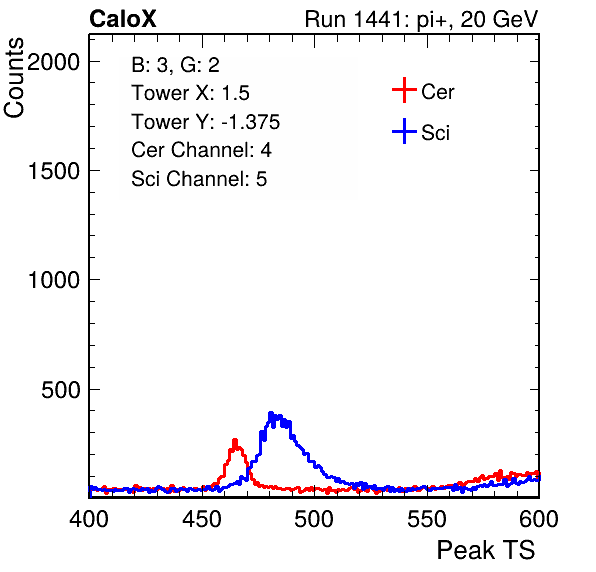 CaloX Run 1441: pi+, 20 GeV
Counts
B: 3, G: 2
Tower X: 1.5
Tower Y: -1.375
Cer Channel: 4
Sci Channel: 5
Cer
Sci
2000
1500
1000
500
400 450 500 550 600
Peak TS